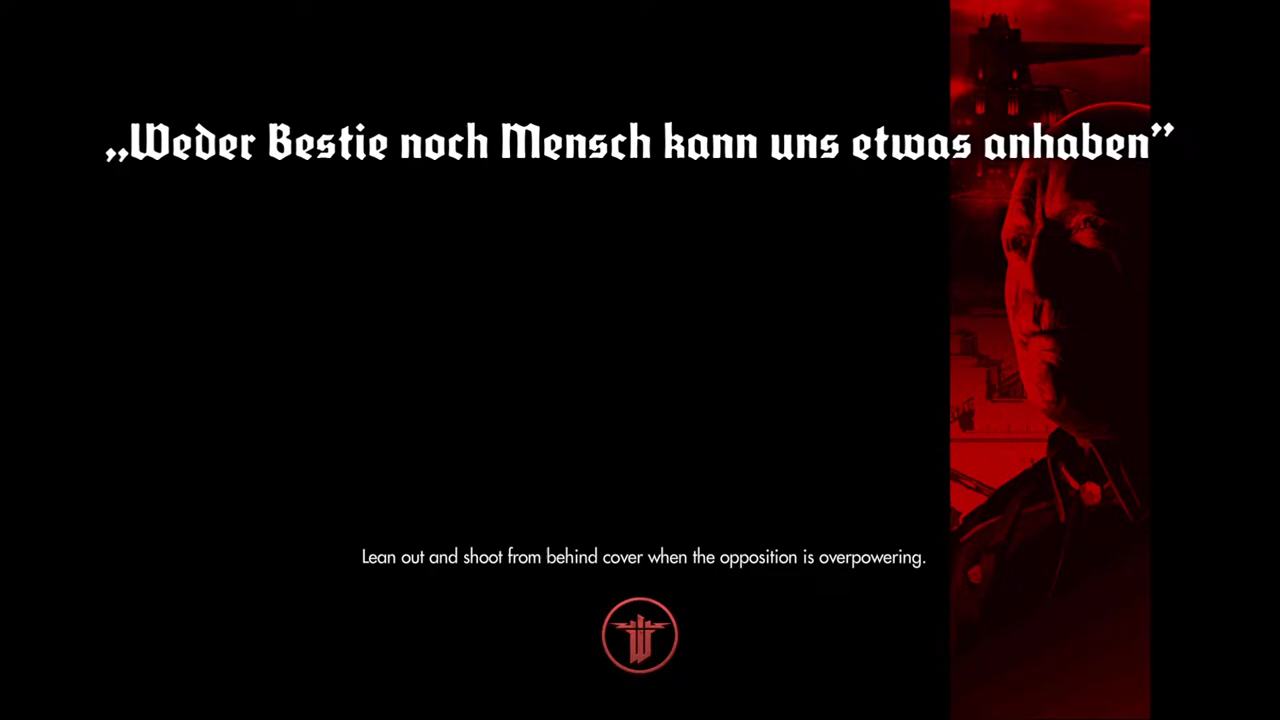 „Weder Bestie noch Mensch kann uns etwas anhaben”
Lean out and shoot from behind cover when the opposition is overpowering.